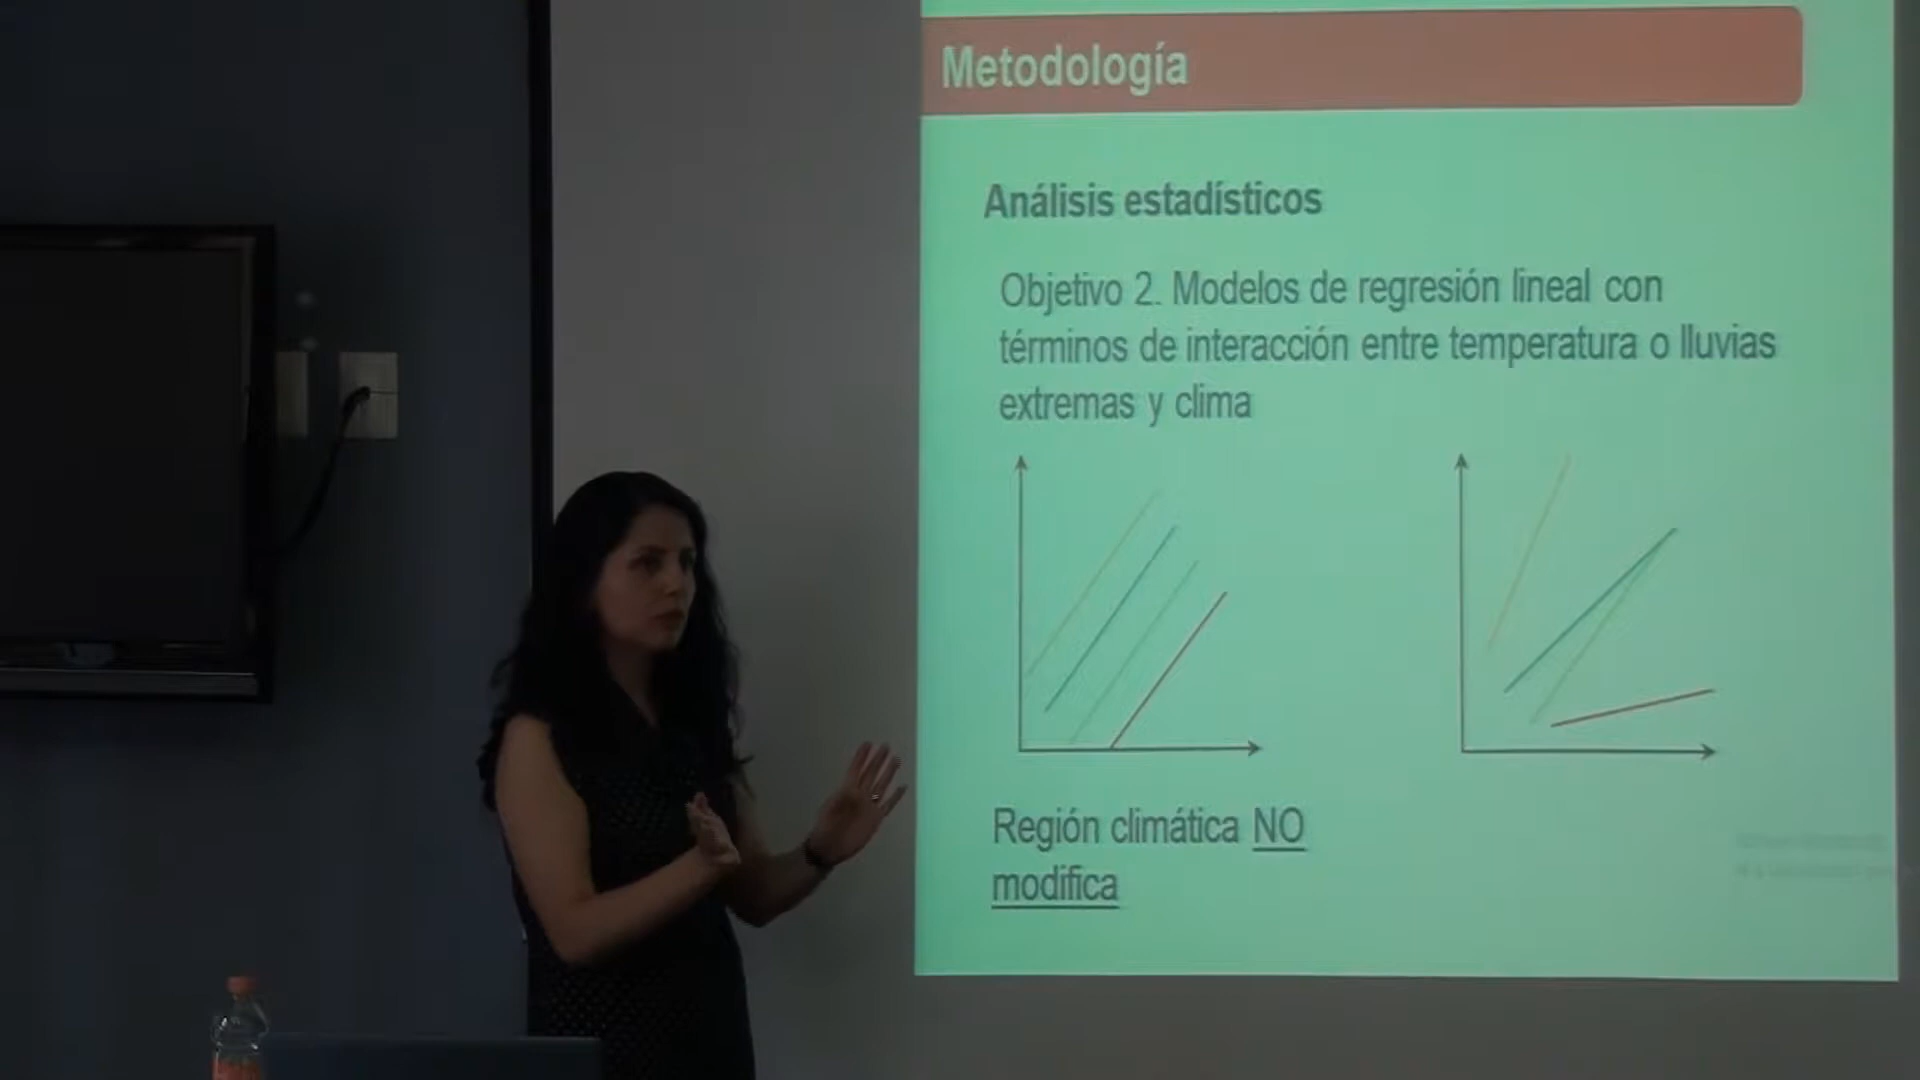 Metodología
Análisis estadísticos
Objetivo 2. Modelos de regresión lineal con
términos de interacción entre temperatura o lluvias
extremas y clima
Región climática NO
modifica